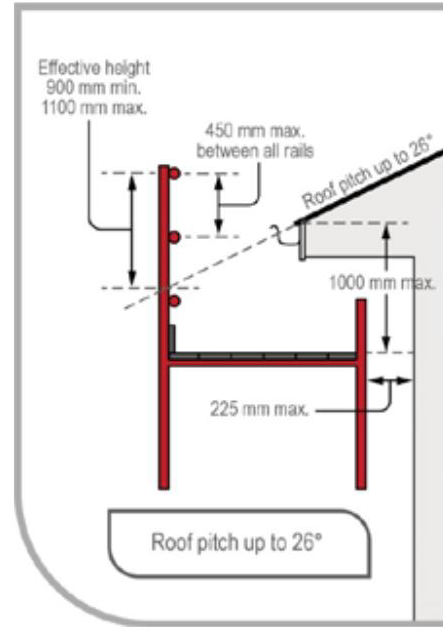 Effective height
900 mm min.
1100 mm max.
450 mm max.
between all rails
Roof pitch up to 26°
1000 mm max.
225 mm max.
Roof pitch up to 26°